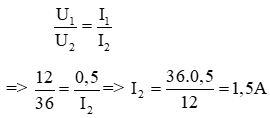 U₁/U₂ = I₁/I₂
=> 12/36 = 0,5/I₂ => I₂ = 36.0,5/12 = 1,5A